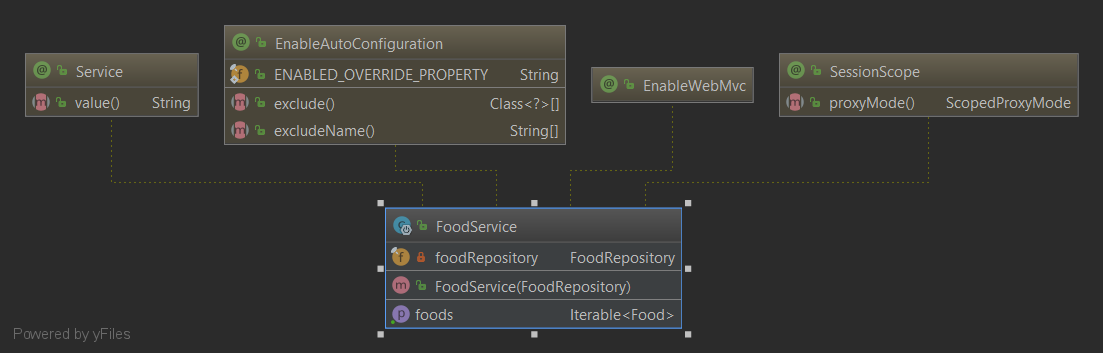 Service
value() String
EnableAutoConfiguration
ENABLED_OVERRIDE_PROPERTY String
exclude() Class<?>[]
excludeName() String[]
EnableWebMvc
SessionScope
proxyMode() ScopedProxyMode
FoodService
foodRepository FoodRepository
FoodService(FoodRepository)
foods Iterable<Food>
Powered by yFiles